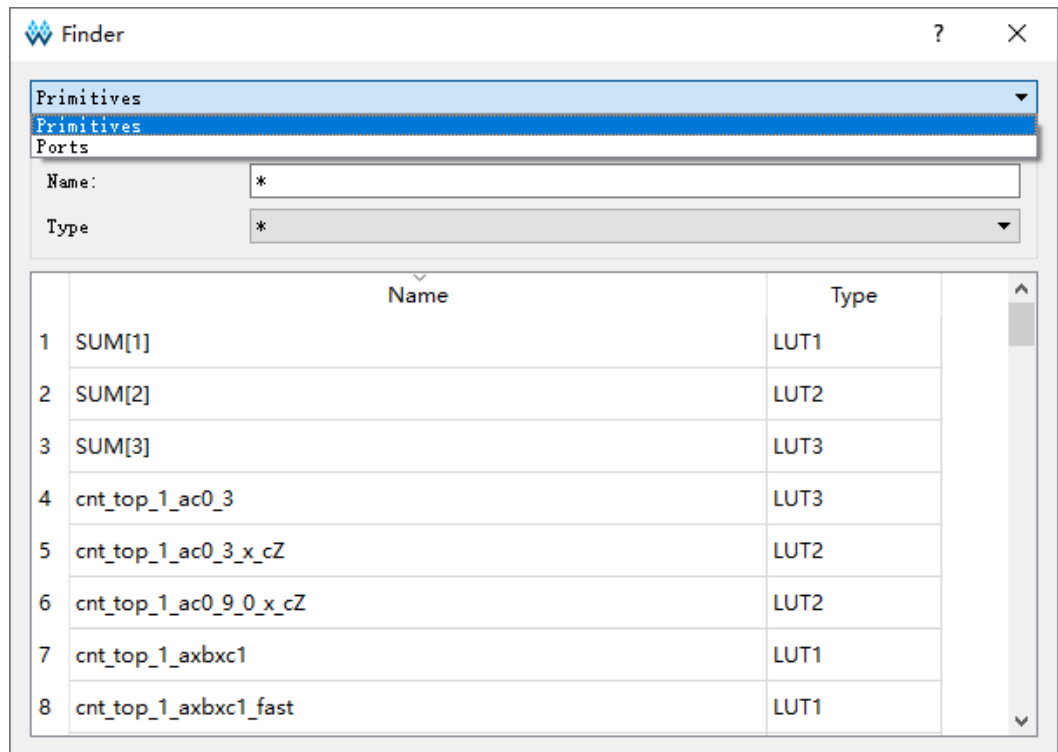 Finder ?
Primitives
Primitives
Ports
Name: *
Type *
Name Type
1 SUM[1] LUT1
2 SUM[2] LUT2
3 SUM[3] LUT3
4 cnt_top_1_ac0_3 LUT3
5 cnt_top_1_ac0_3_x_cZ LUT2
6 cnt_top_1_ac0_9_0_x_cZ LUT2
7 cnt_top_1_axbxc1 LUT1
8 cnt_top_1_axbxc1_fast LUT1